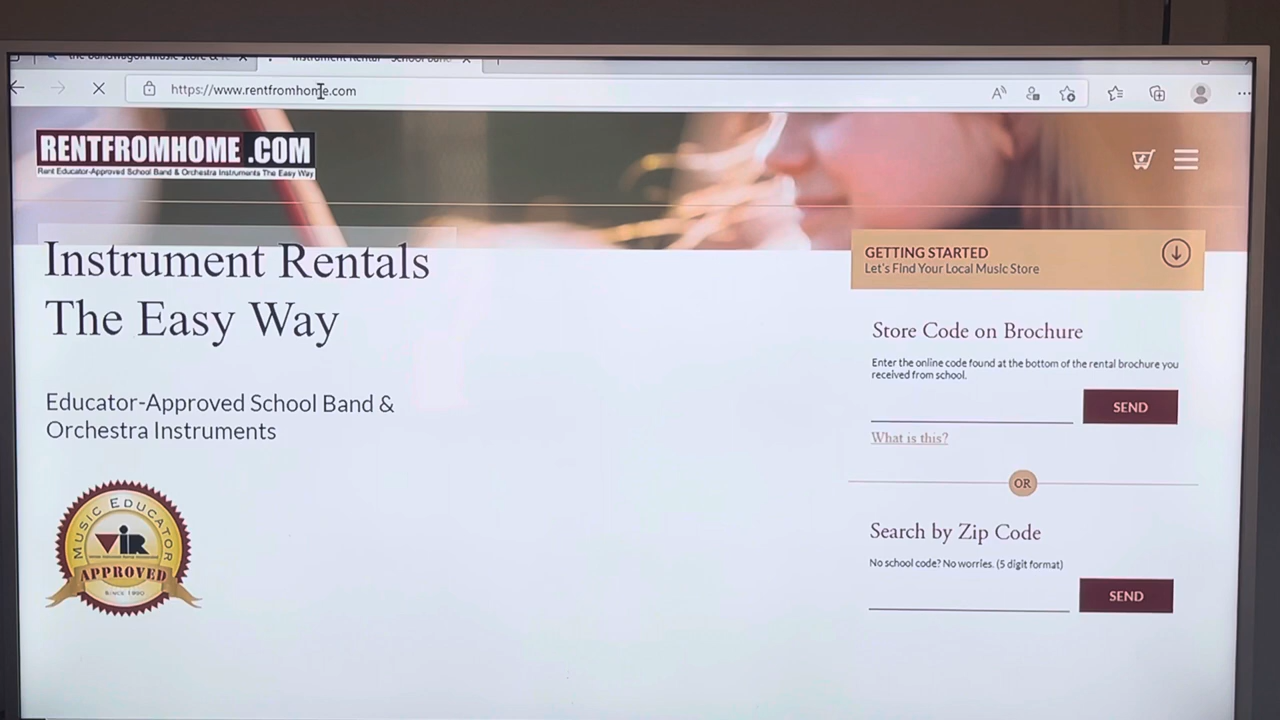 https://www.rentfromhome.com
RENTFROMHOME.COM
Rent Educator-Approved School Band & Orchestra Instruments The Easy Way
Instrument Rentals
The Easy Way
Educator-Approved School Band &
Orchestra Instruments
MUSIC EDUCATOR
VIR
APPROVED
SINCE 1990
GETTING STARTED
Let's Find Your Local Music Store
Store Code on Brochure
Enter the online code found at the bottom of the rental brochure you
received from school.
SEND
What is this?
OR
Search by Zip Code
No school code? No worries. (5 digit format)
SEND